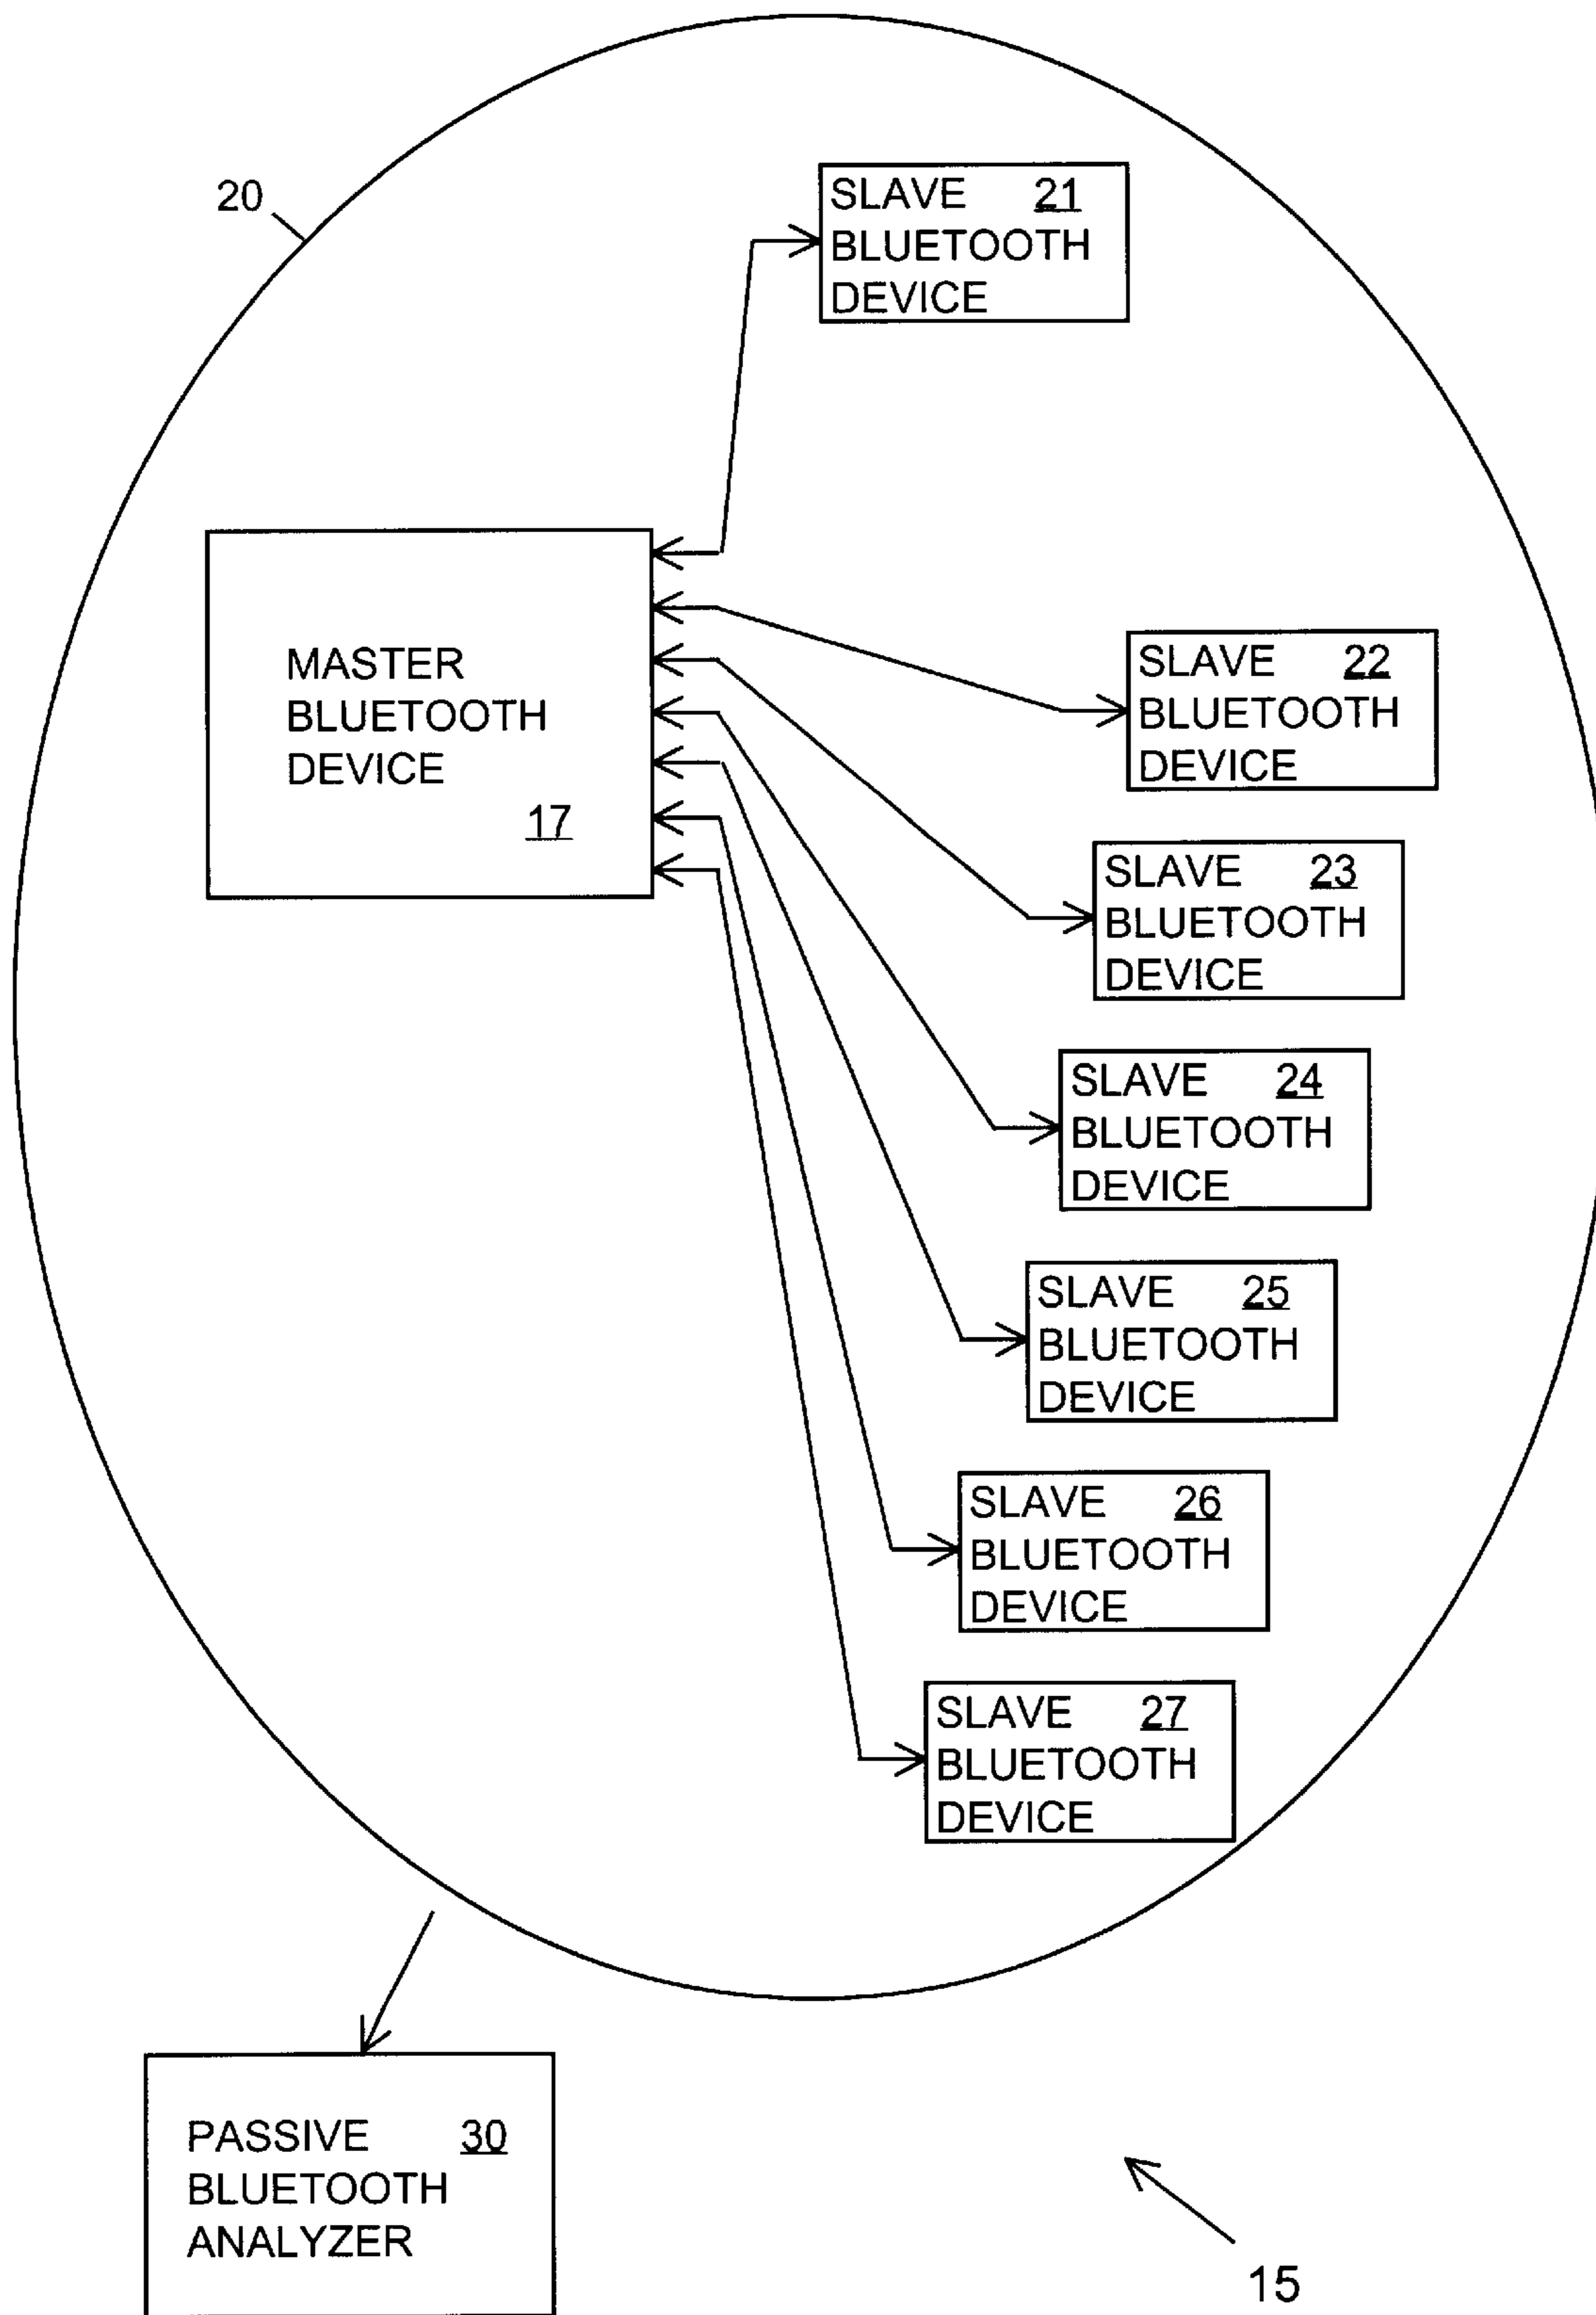 20
SLAVE 21
BLUETOOTH
DEVICE
MASTER
BLUETOOTH
DEVICE
17
SLAVE 22
BLUETOOTH
DEVICE
SLAVE 23
BLUETOOTH
DEVICE
SLAVE 24
BLUETOOTH
DEVICE
SLAVE 25
BLUETOOTH
DEVICE
SLAVE 26
BLUETOOTH
DEVICE
SLAVE 27
BLUETOOTH
DEVICE
PASSIVE 30
BLUETOOTH
ANALYZER
15